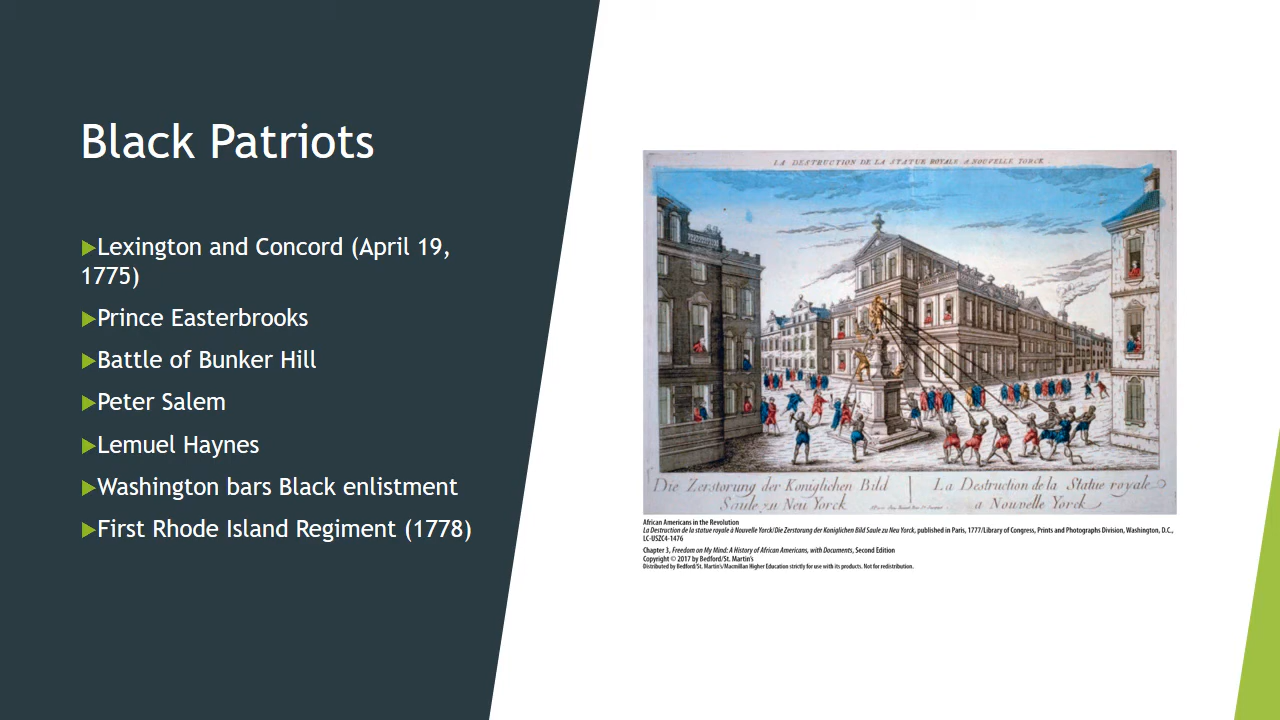 Black Patriots
Lexington and Concord (April 19,
1775)
Prince Easterbrooks
Battle of Bunker Hill
Peter Salem
Lemuel Haynes
Washington bars Black enlistment
First Rhode Island Regiment (1778)
LA DESTRUCTION DE LA STATUE ROYALE A NOUVELLE YORCK
Die Zerstorung der Koniglichen Bild
Saule zu Neu Yorck
La Destruction de la Statue royale
a Nouvelle Yorck
African Americans in the Revolution
La Destruction de la statue royale à Nouvelle Yorck/Die Zerstorung der Koniglichen Bild Saule zu Neu Yorck, published in Paris, 1777/Library of Congress, Prints and Photographs Division, Washington, D.C.,
LC-USZC4-1476
Chapter 3, Freedom on My Mind: A History of African Americans, with Documents, Second Edition
Copyright © 2017 by Bedford/St. Martin's
Distributed by Bedford/St. Martin's/Macmillan Higher Education strictly for use with its products. Not for redistribution.